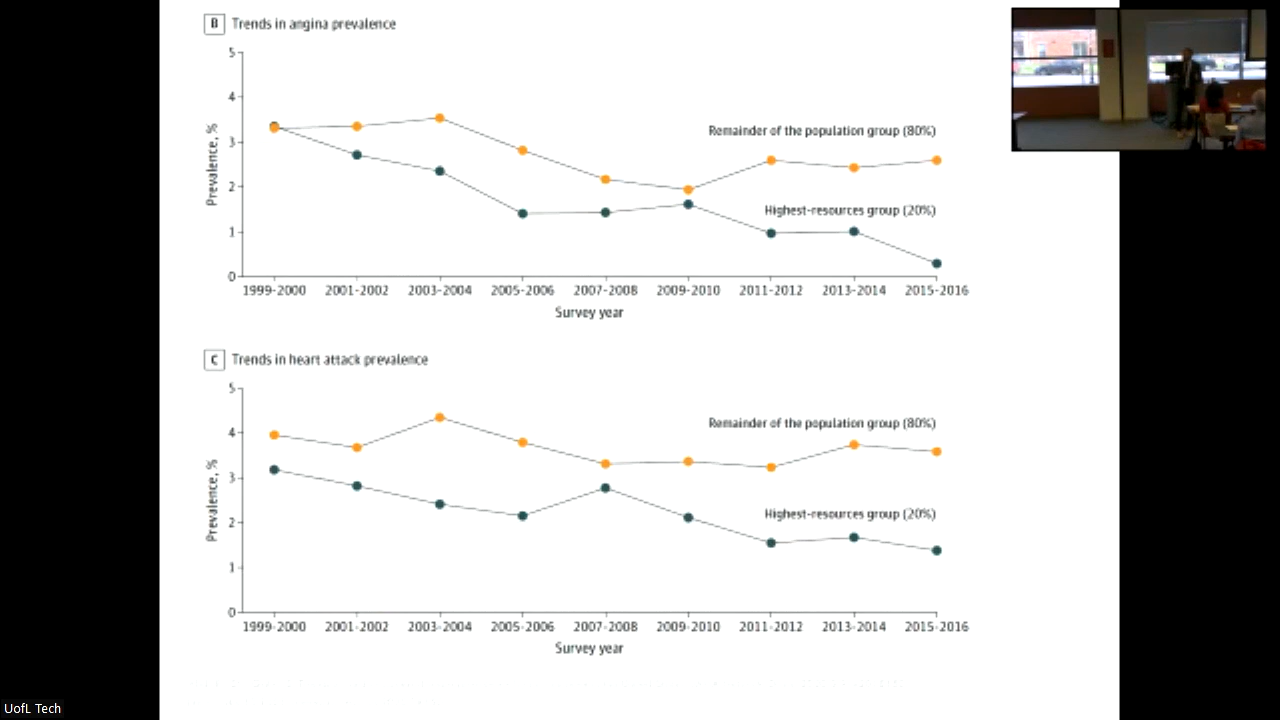 B Trends in angina prevalence
5
4
3
2
1
0
Prevalence, %
Remainder of the population group (80%)
Highest-resources group (20%)
1999-2000 2001-2002 2003-2004 2005-2006 2007-2008 2009-2010 2011-2012 2013-2014 2015-2016
Survey year
C Trends in heart attack prevalence
5
4
3
2
1
0
Prevalence, %
Remainder of the population group (80%)
Highest-resources group (20%)
1999-2000 2001-2002 2003-2004 2005-2006 2007-2008 2009-2010 2011-2012 2013-2014 2015-2016
Survey year
UofL Tech